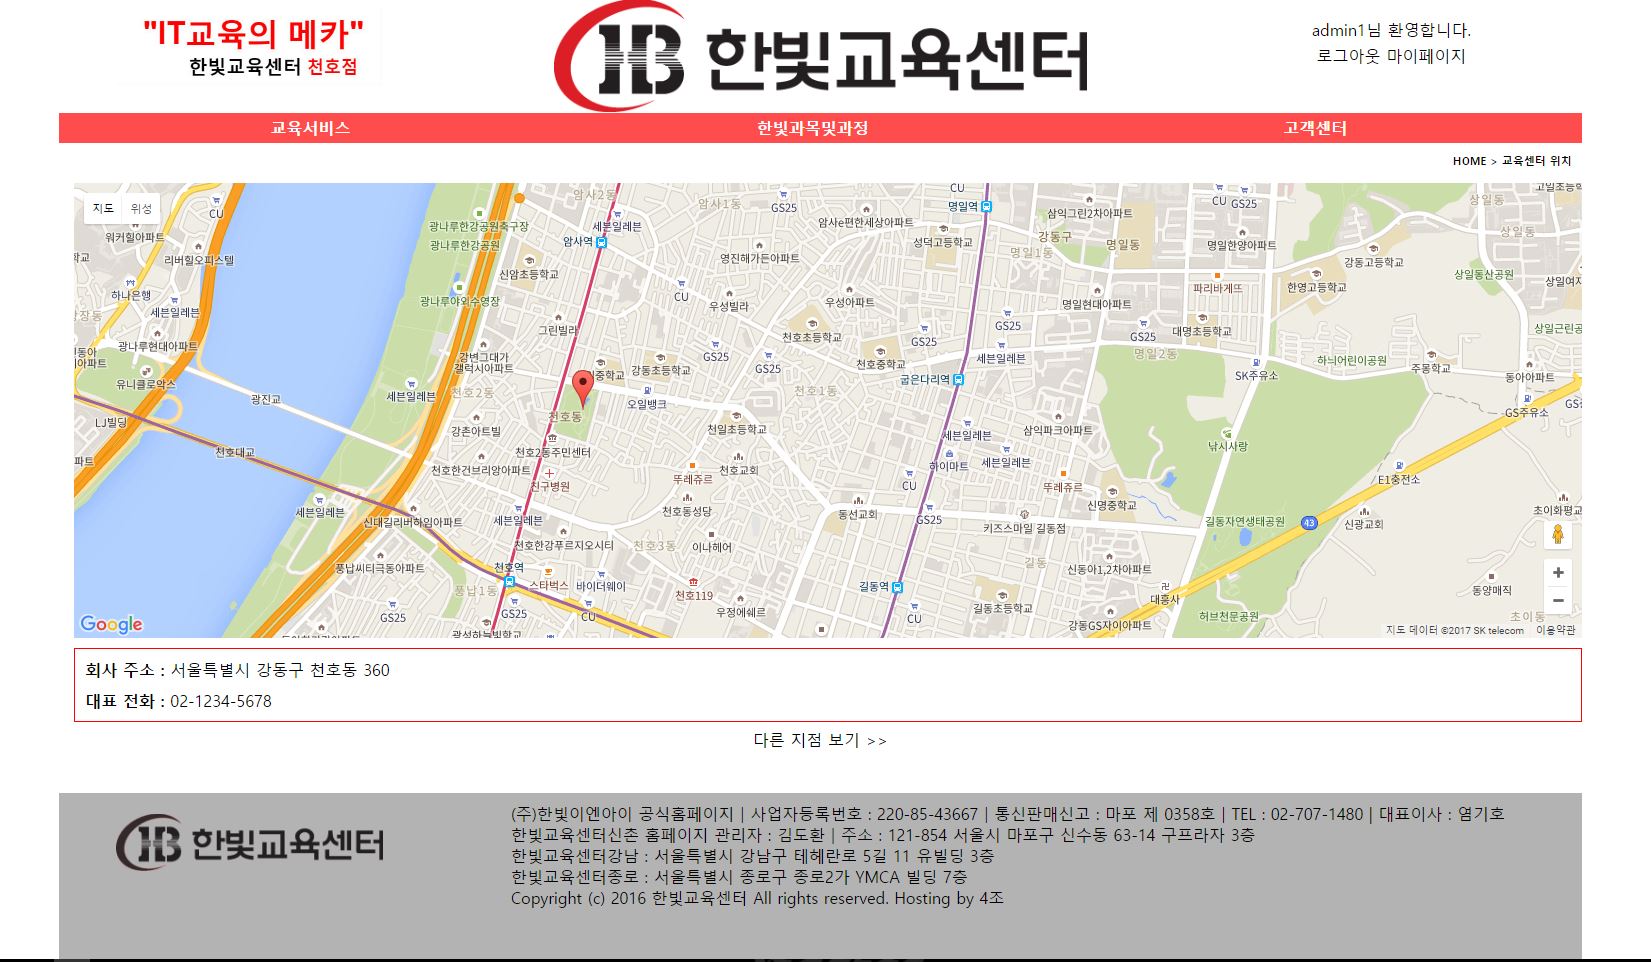 "IT교육의 메카"
한빛교육센터 천호점
HB 한빛교육센터
admin1님 환영합니다.
로그아웃 마이페이지
교육서비스 한빛과목및과정 고객센터
HOME > 교육센터 위치
지도 위성
CU
워커힐아파트
리버힐오피스텔
하나은행
세븐일레븐
광나루현대아파트
유니클로악스
LJ빌딩
광진교
천호대교
광나루한강공원축구장
광나루한강공원
광나루야외수영장
암사2동
세븐일레븐
암사역
신암초등학교
그린빌라
강변그대가
갤럭시아파트
천호2동
세븐일레븐
강촌아트빌
천호한건브리앙아파트
천호2동주민센터
친구병원
천호동
강동초등학교
오일뱅크
암사1동
GS25
암사e편한세상아파트
영진해가든아파트
CU
우성빌라
우성아파트
천호초등학교
GS25
GS25
천호중학교
GS25
천호1동
천일초등학교
뚜레쥬르
천호교회
천호동성당
이나헤어
천호3동
천호119
우정에쉐르
동선교회
CU
명일역
성덕고등학교
삼익그린2차아파트
강동구
명일1동
명일동
CU GS25
명일한양아파트
강동고등학교
파리바게뜨
한영고등학교
명일현대아파트
GS25
세븐일레븐
굽은다리역
GS25
대명초등학교
명일2동
SK주유소
하늬어린이공원
주몽학교
상일동
상일동
상일동산공원
동아아파트
GS주유소
세븐일레븐
하이마트
CU
GS25
삼익파크아파트
세븐일레븐
뚜레쥬르
신명중학교
키즈스마일 길동점
길동
신동아1,2차아파트
길동역
CU
길동초등학교
강동GS자이아파트
대흥사
허브천문공원
길동자연생태공원
낚시사랑
E1충전소
43
신광교회
동양매직
초이동
세븐일레븐
신대길리버하임아파트
풍납씨티극동아파트
GS25
세븐일레븐
천호한강푸르지오시티
천호역
스타벅스
바이더웨이
풍납1동
GS25
CU
광성하늘빛학교
Google
지도 데이터 ©2017 SK telecom 이용약관
회사 주소 : 서울특별시 강동구 천호동 360
대표 전화 : 02-1234-5678
다른 지점 보기 >>
HB 한빛교육센터
(주)한빛이엔아이 공식홈페이지 | 사업자등록번호 : 220-85-43667 | 통신판매신고 : 마포 제 0358호 | TEL : 02-707-1480 | 대표이사 : 염기호
한빛교육센터신촌 홈페이지 관리자 : 김도환 | 주소 : 121-854 서울시 마포구 신수동 63-14 구프라자 3층
한빛교육센터강남 : 서울특별시 강남구 테헤란로 5길 11 유빌딩 3층
한빛교육센터종로 : 서울특별시 종로구 종로2가 YMCA 빌딩 7층
Copyright (c) 2016 한빛교육센터 All rights reserved. Hosting by 4조